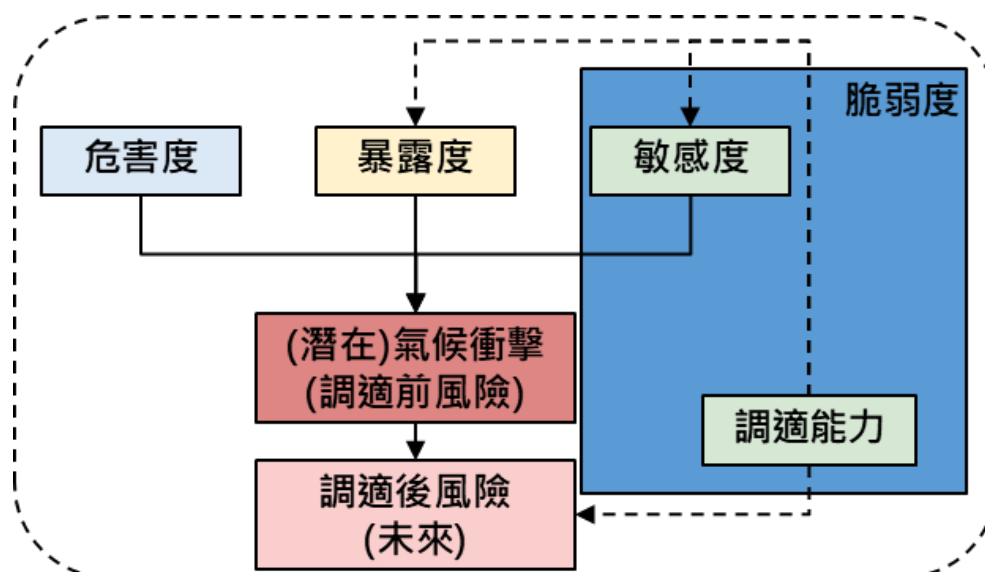 脆弱度
危害度
暴露度
敏感度
(潛在)氣候衝擊
(調適前風險)
調適能力
調適後風險
(未來)